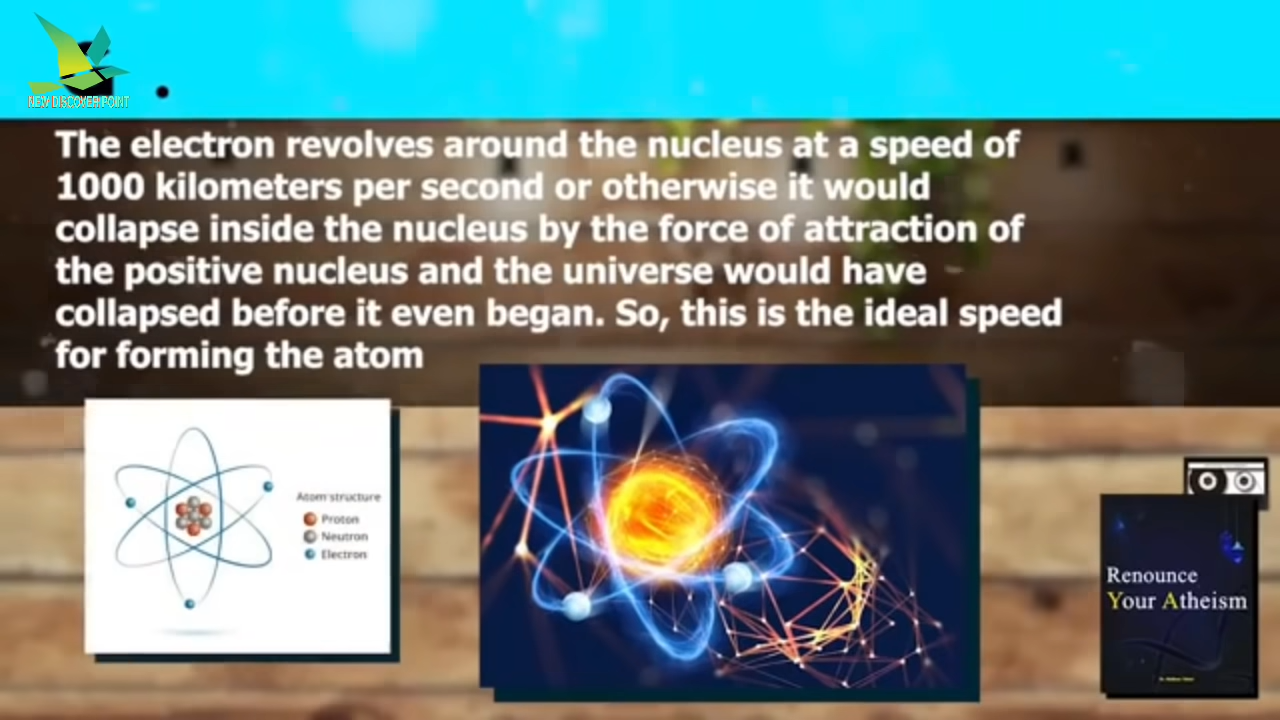 NEW DISCOVER POINT
The electron revolves around the nucleus at a speed of
1000 kilometers per second or otherwise it would
collapse inside the nucleus by the force of attraction of
the positive nucleus and the universe would have
collapsed before it even began. So, this is the ideal speed
for forming the atom
Atom structure
Proton
Neutron
Electron
Renounce
Your Atheism